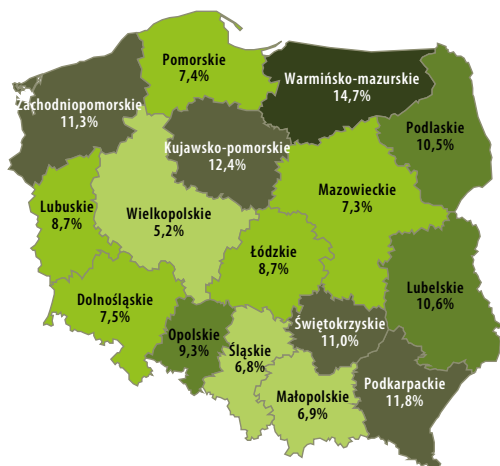 Pomorskie
7,4%
Warmińsko-mazurskie
14,7%
Zachodniopomorskie
11,3%
Podlaskie
10,5%
Kujawsko-pomorskie
12,4%
Mazowieckie
7,3%
Lubuskie
8,7%
Wielkopolskie
5,2%
Łódzkie
8,7%
Lubelskie
10,6%
Dolnośląskie
7,5%
Świętokrzyskie
11,0%
Opolskie
9,3%
Śląskie
6,8%
Podkarpackie
11,8%
Małopolskie
6,9%